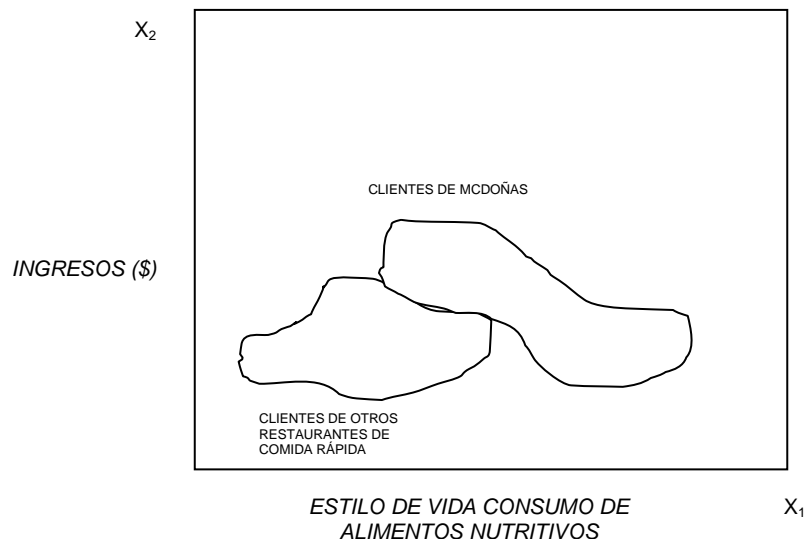 X₂
CLIENTES DE MCDOÑAS
INGRESOS ($)
CLIENTES DE OTROS
RESTAURANTES DE
COMIDA RÁPIDA
ESTILO DE VIDA CONSUMO DE
ALIMENTOS NUTRITIVOS
X₁